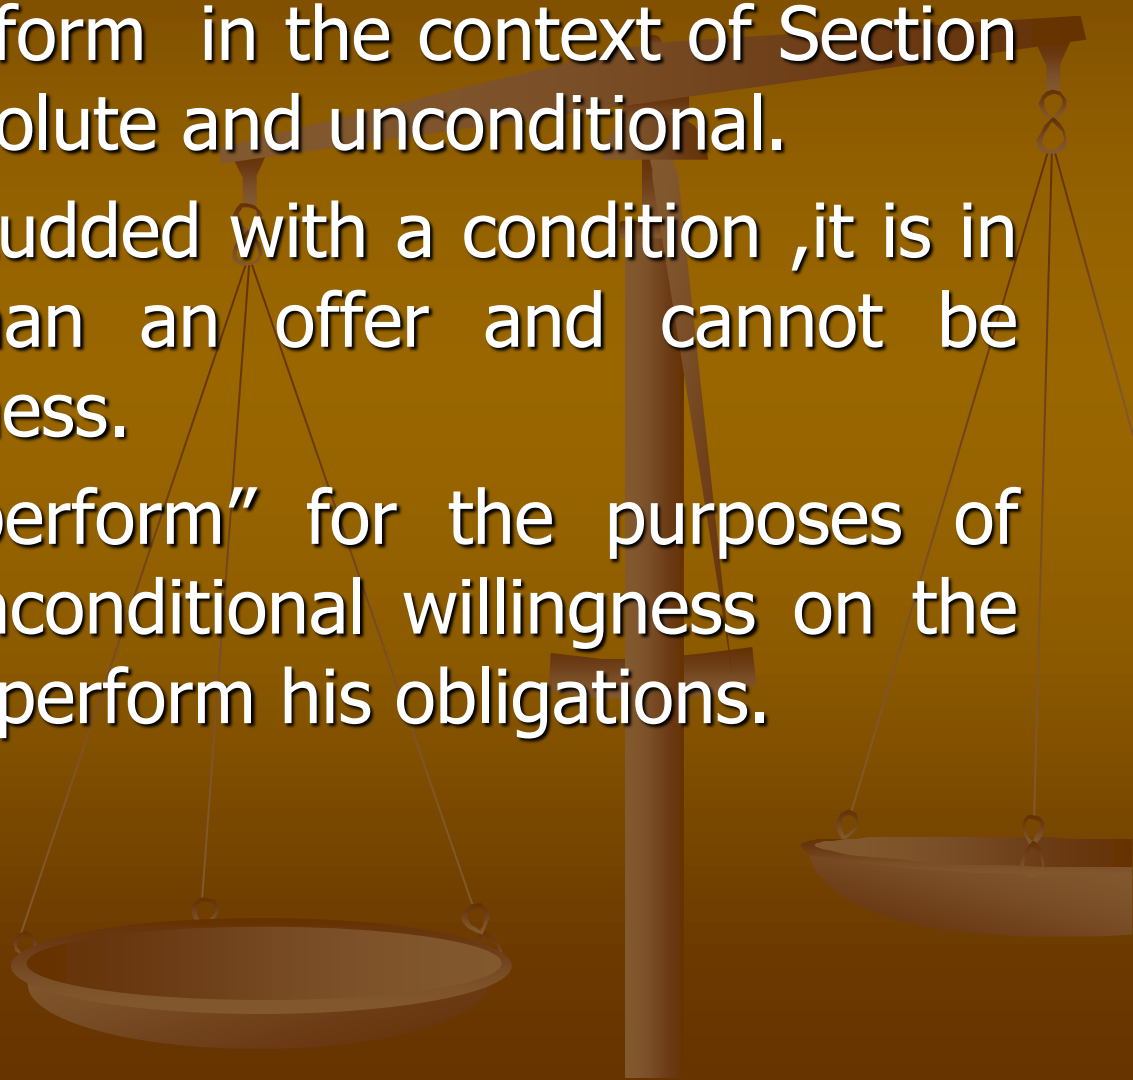 form in the context of Section
olute and unconditional.
udded with a condition ,it is in
an an offer and cannot be
ess.
perform” for the purposes of
conditional willingness on the
perform his obligations.